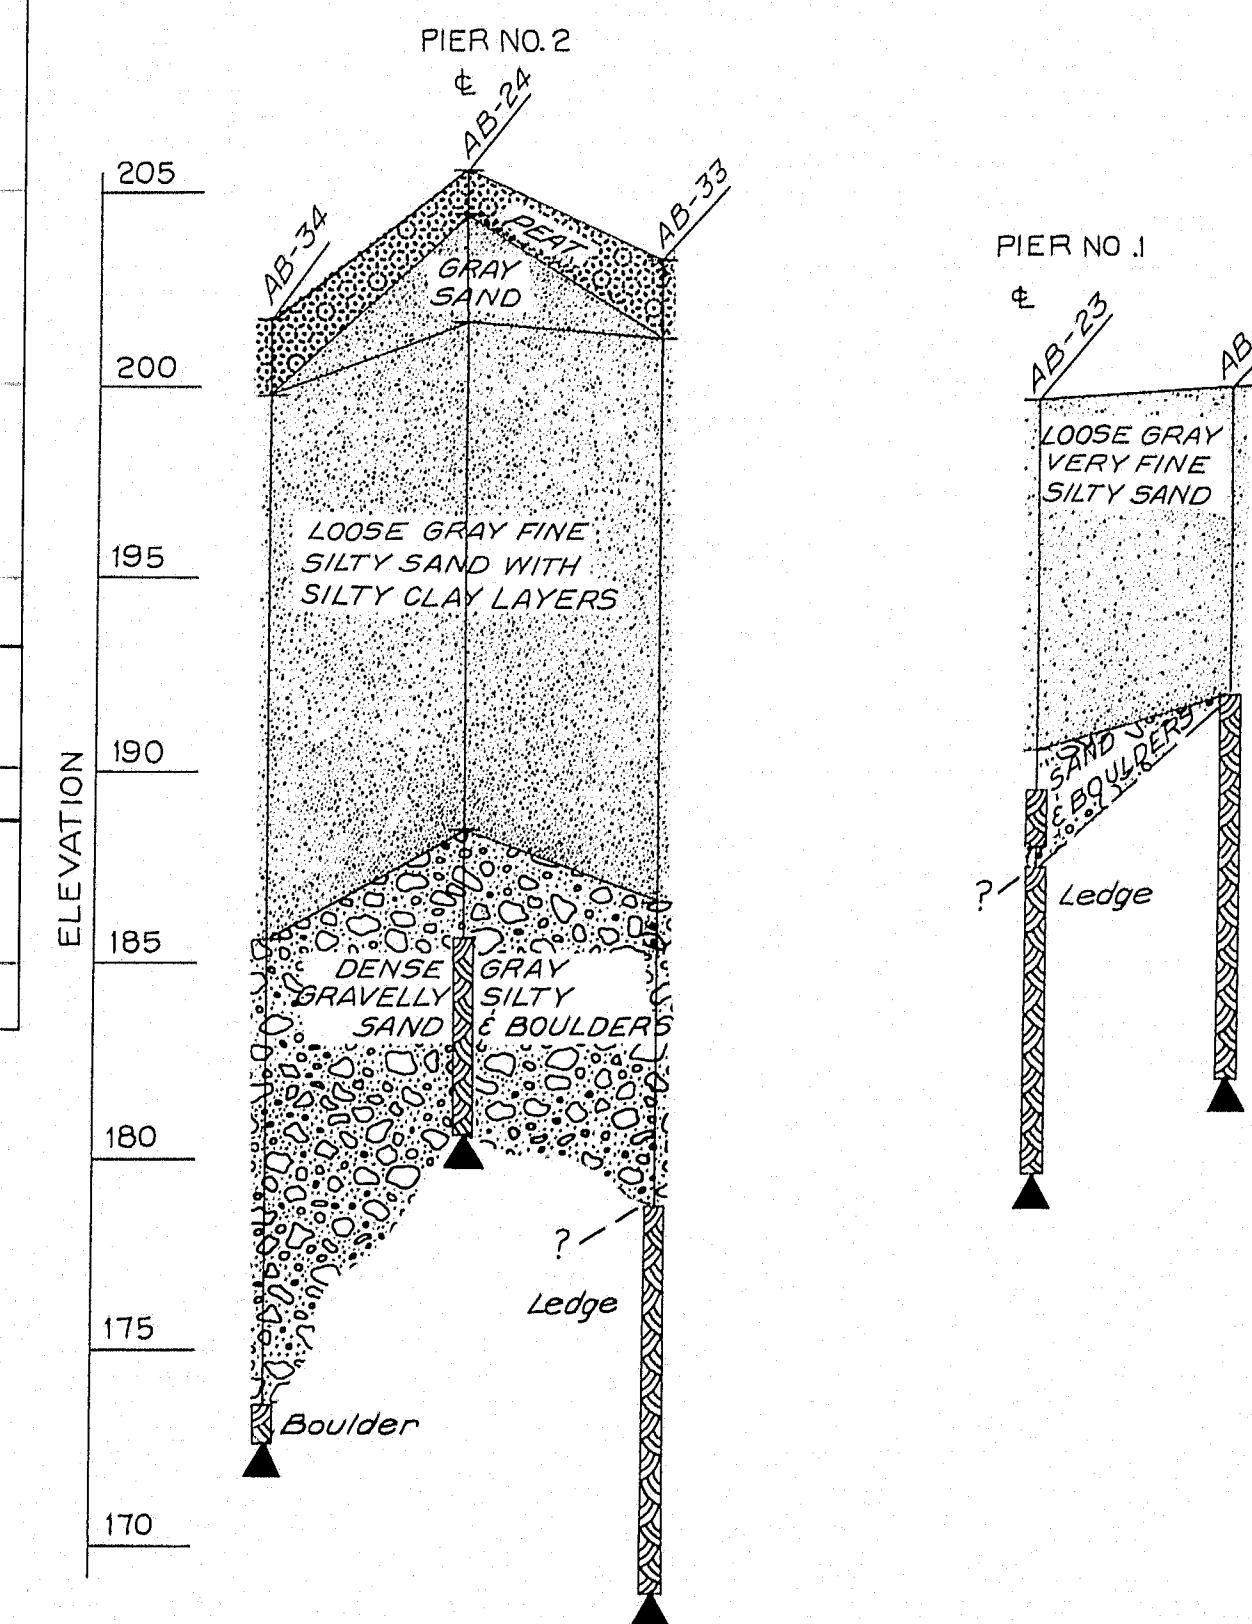 PIER NO. 2
℄
AB-24
AB-34
AB-33
205
200
195
190
185
180
175
170
ELEVATION
PEAT
GRAY
SAND
LOOSE GRAY FINE
SILTY SAND WITH
SILTY CLAY LAYERS
DENSE GRAY
GRAVELLY SILTY
SAND & BOULDERS
?
Ledge
Boulder
PIER NO .1
℄
AB-23
AB
LOOSE GRAY
VERY FINE
SILTY SAND
SAND
& BOULDERS
?
Ledge